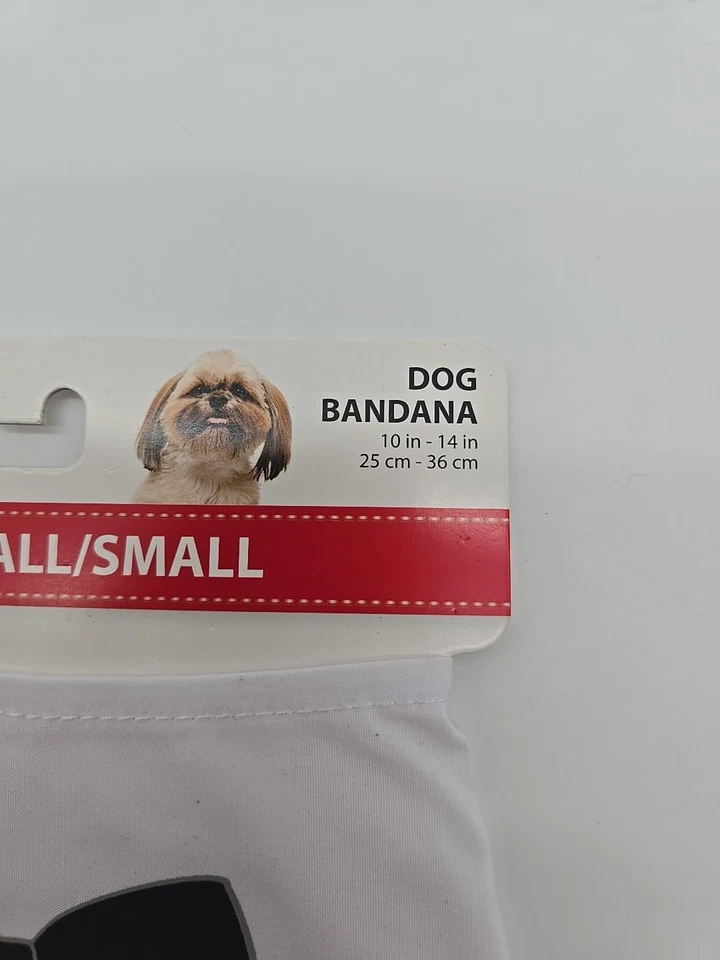 DOG
BANDANA
10 in - 14 in
25 cm - 36 cm
ALL/SMALL